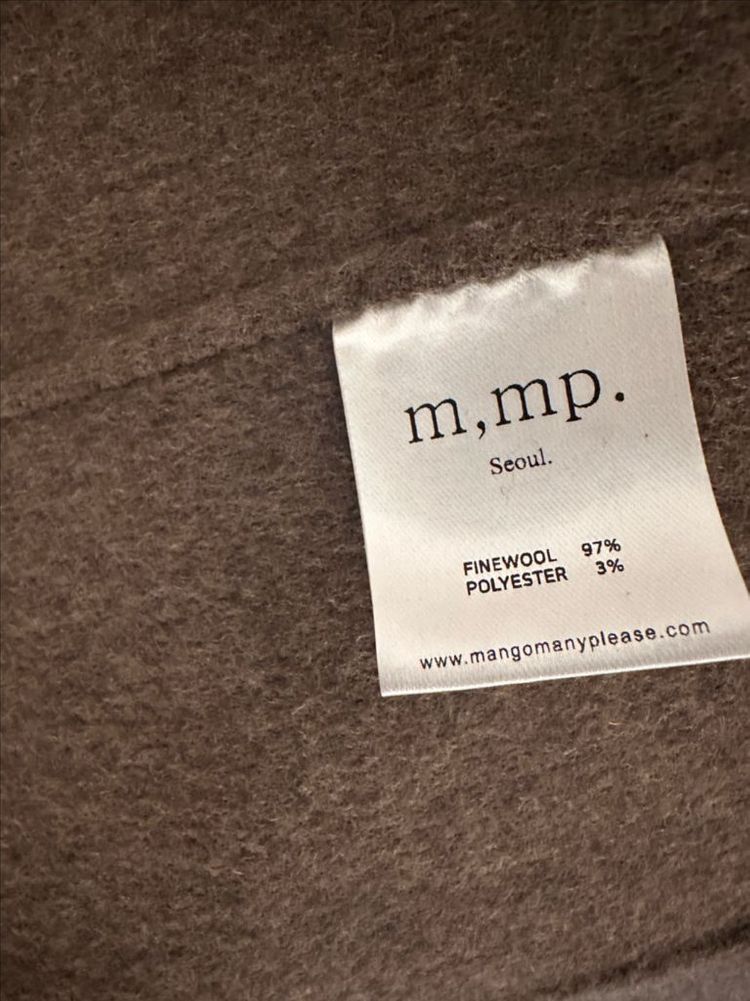 m,mp.
Seoul.
FINEWOOL 97%
POLYESTER 3%
www.mangomanyplease.com